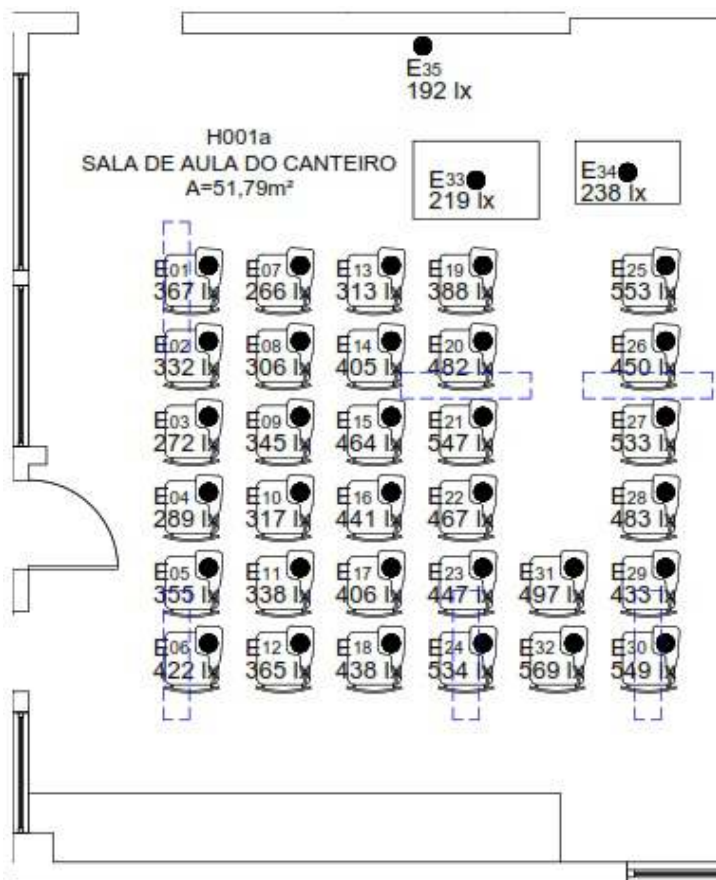 E35
192 lx
H001a
SALA DE AULA DO CANTEIRO
A=51,79m²
E33
219 lx
E34
238 lx
E01 E07 E13 E19 E25
367 lx 266 lx 313 lx 388 lx 553 lx
E02 E08 E14 E20 E26
332 lx 306 lx 405 lx 482 lx 450 lx
E03 E09 E15 E21 E27
272 lx 345 lx 464 lx 547 lx 533 lx
E04 E10 E16 E22 E28
289 lx 317 lx 441 lx 467 lx 483 lx
E05 E11 E17 E23 E31 E29
355 lx 338 lx 406 lx 447 lx 497 lx 433 lx
E06 E12 E18 E24 E32 E30
422 lx 365 lx 438 lx 534 lx 569 lx 549 lx